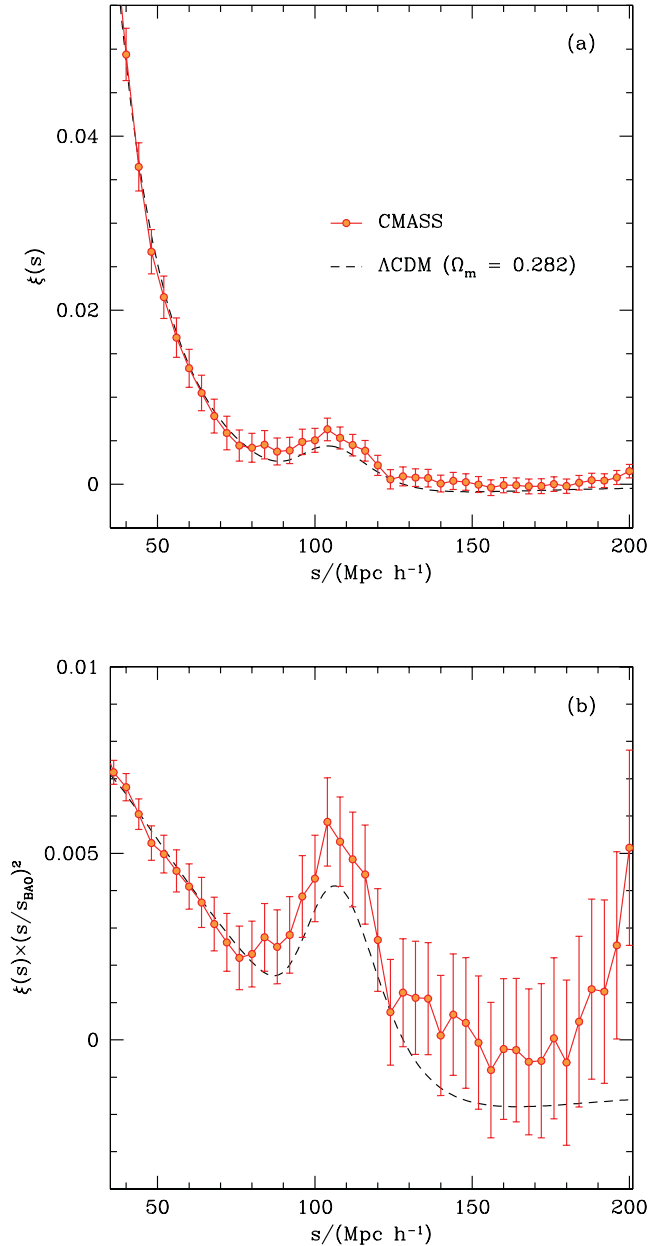 (a)
0.04
0.02
0
ξ(s)
CMASS
ΛCDM (Ωₘ = 0.282)
50 100 150 200
s/(Mpc h⁻¹)
(b)
0.01
0.005
0
ξ(s)×(s/s_BAO)²
50 100 150 200
s/(Mpc h⁻¹)